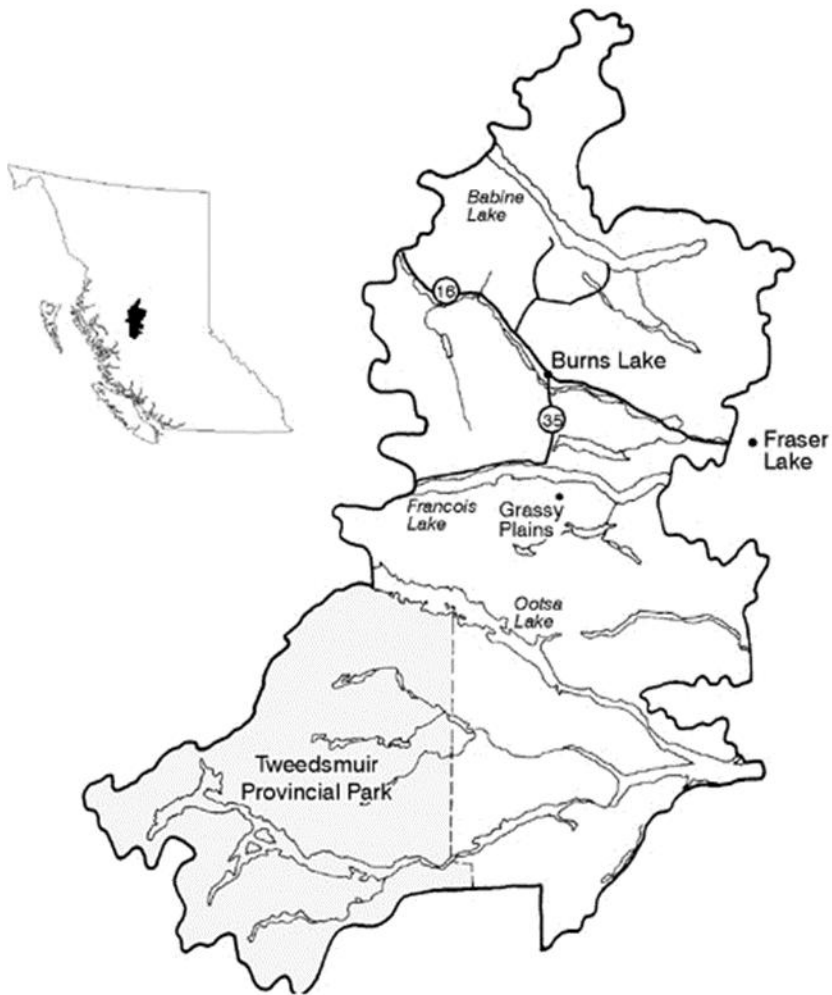 Babine
Lake
16
Burns Lake
35
Fraser
Lake
Francois
Lake
Grassy
Plains
Ootsa
Lake
Tweedsmuir
Provincial Park